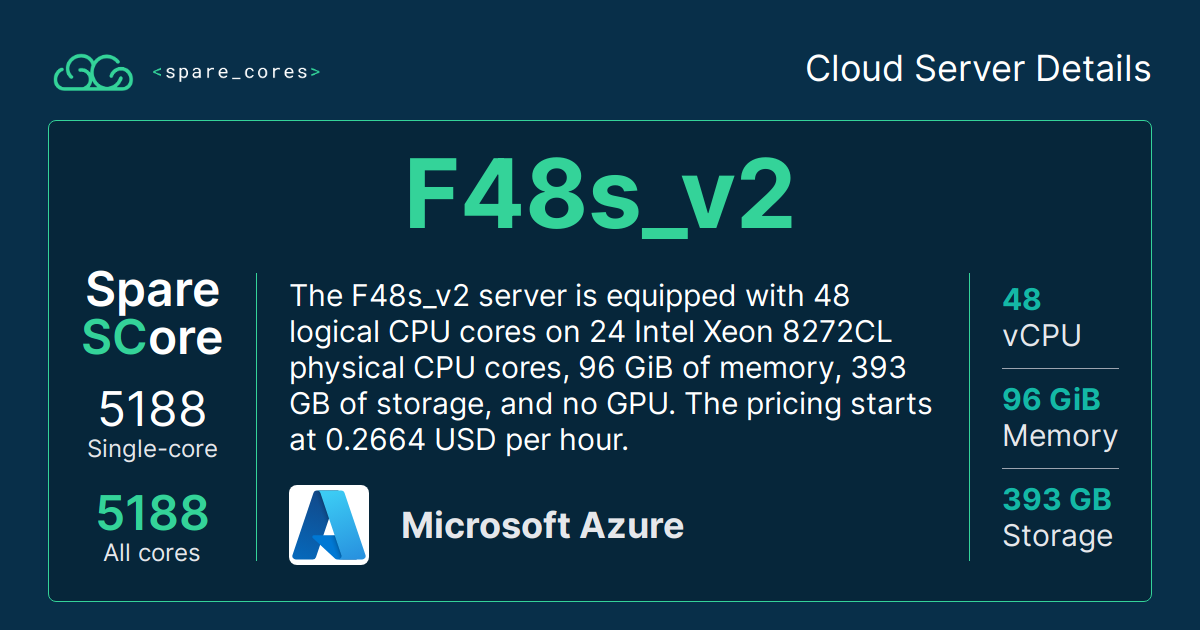 <spare_cores>
Cloud Server Details
F48s_v2
Spare
SCore
5188
Single-core
5188
All cores
The F48s_v2 server is equipped with 48
logical CPU cores on 24 Intel Xeon 8272CL
physical CPU cores, 96 GiB of memory, 393
GB of storage, and no GPU. The pricing starts
at 0.2664 USD per hour.
Microsoft Azure
48
vCPU
96 GiB
Memory
393 GB
Storage